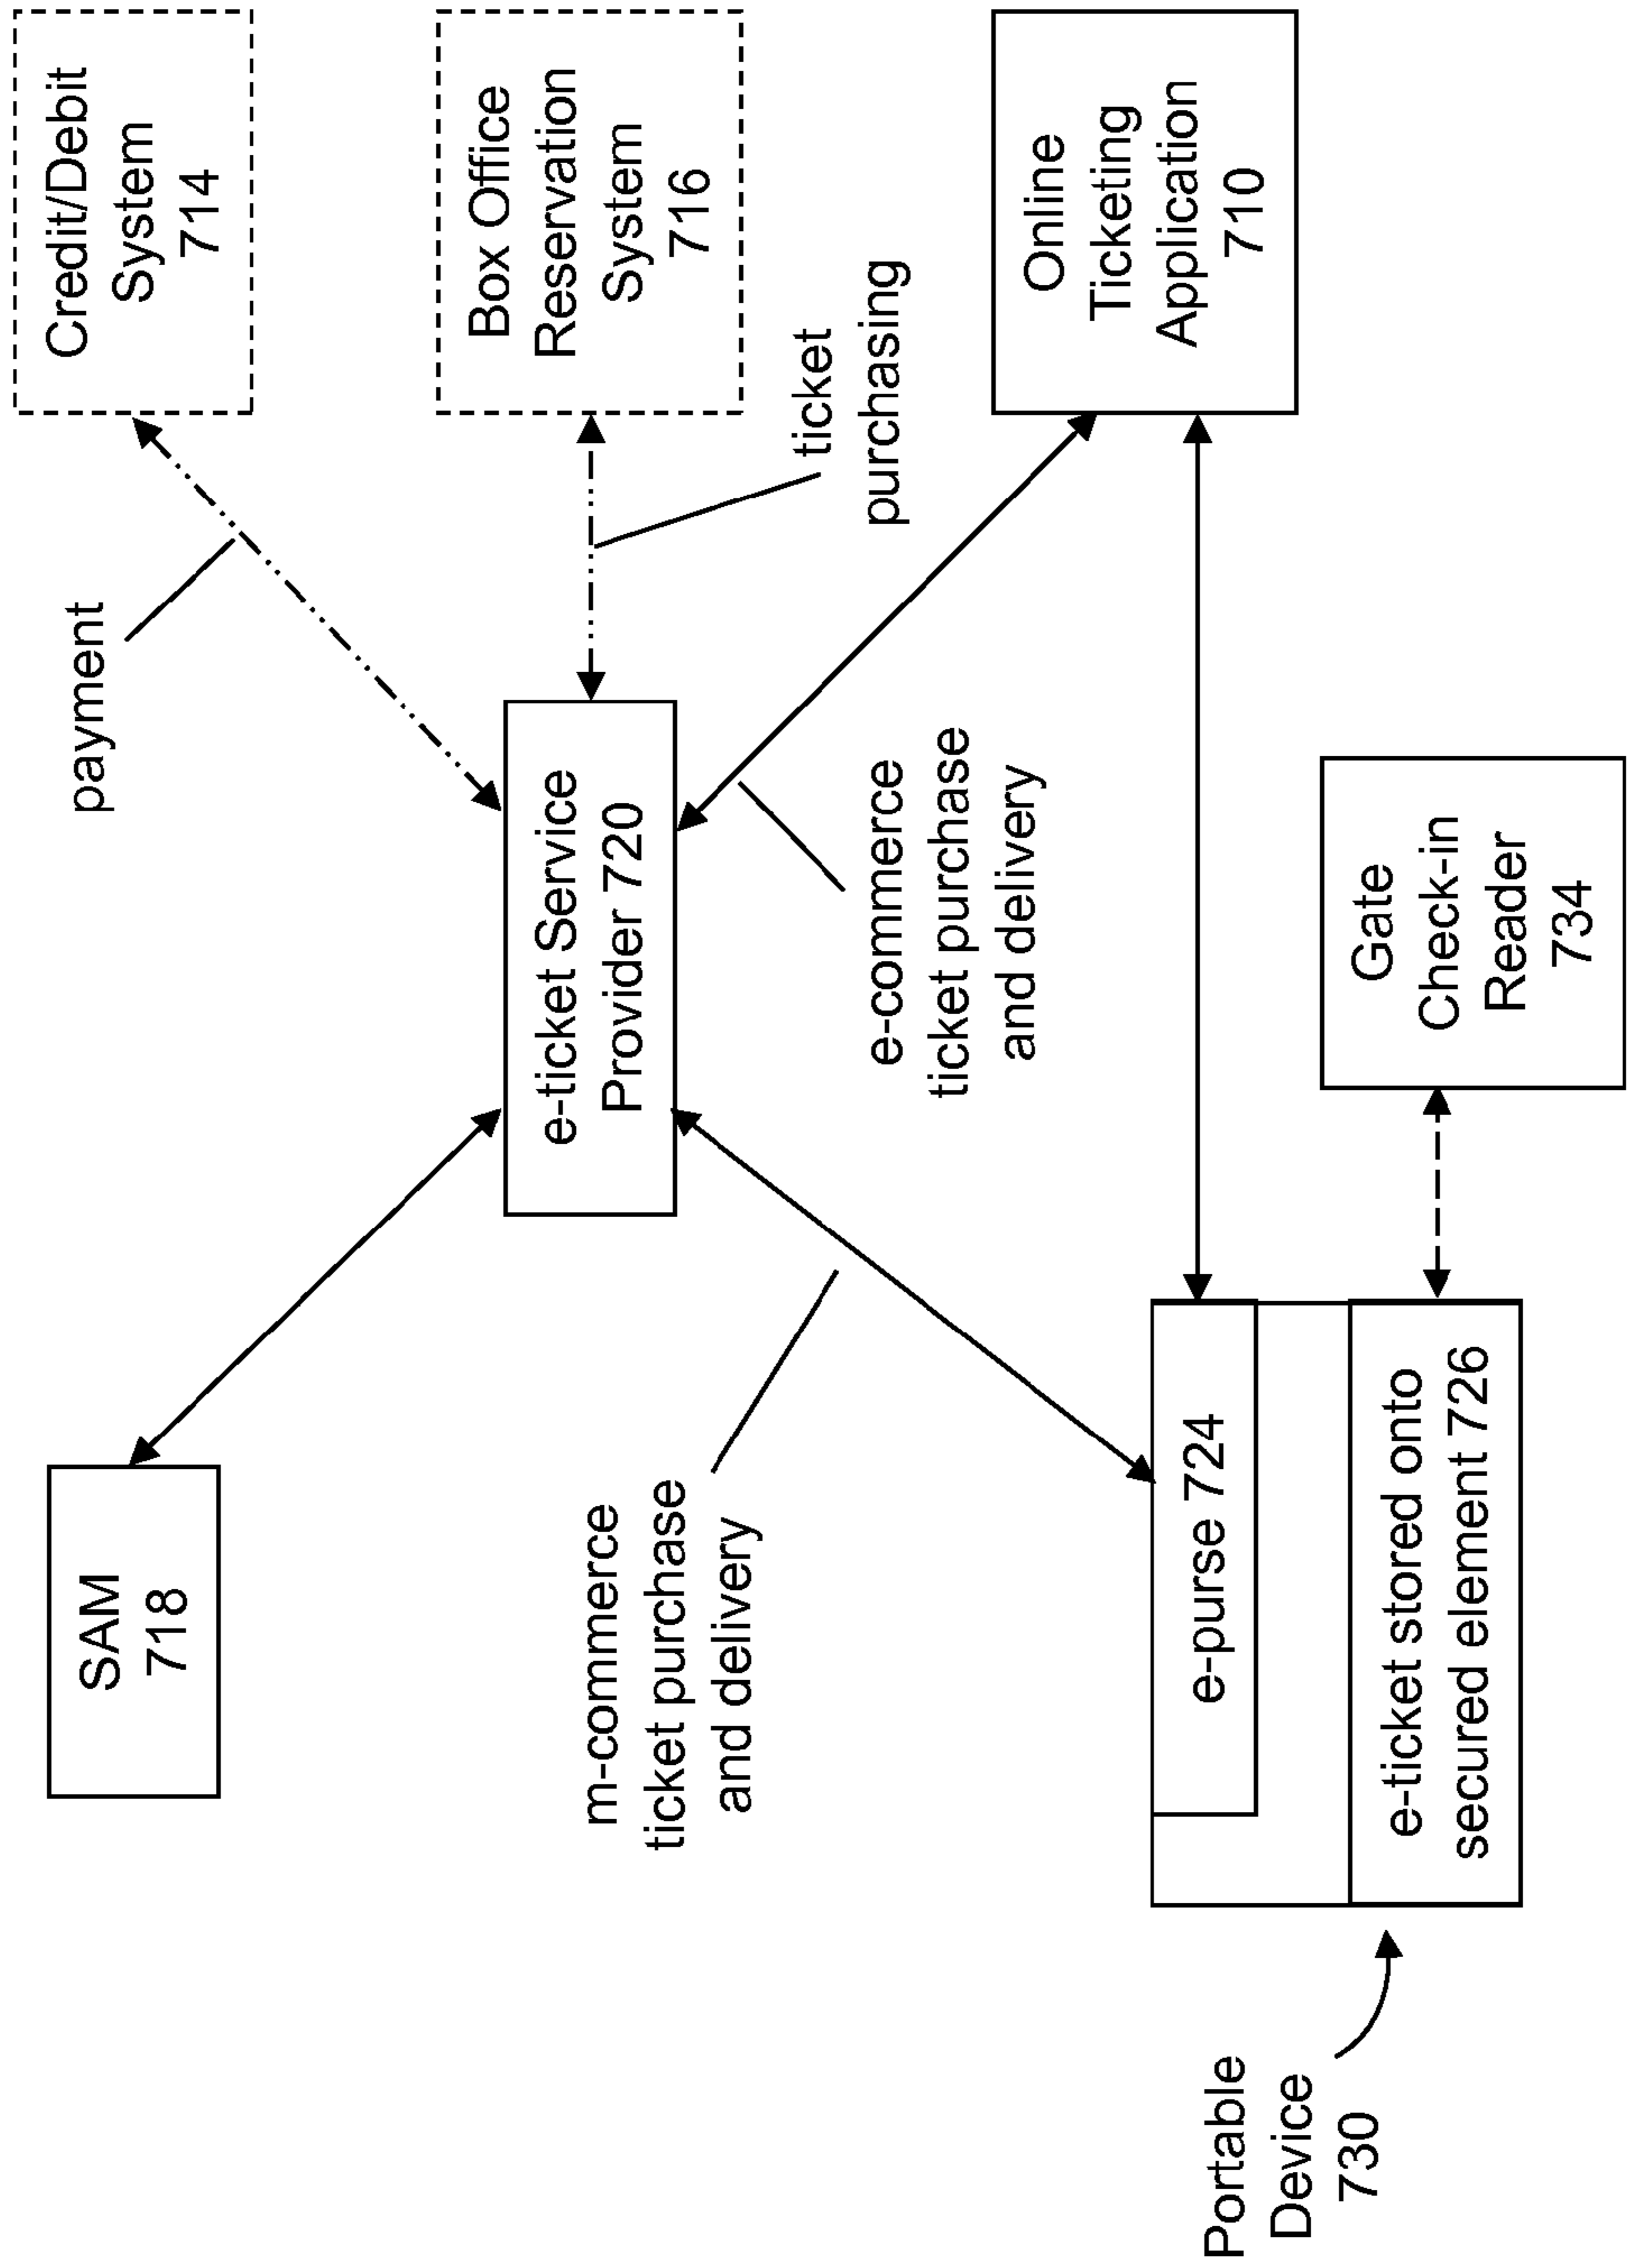 SAM
718
payment
Credit/Debit
System
714
e-ticket Service
Provider 720
Box Office
Reservation
System
716
ticket
purchasing
m-commerce
ticket purchase
and delivery
e-commerce
ticket purchase
and delivery
Online
Ticketing
Application
710
Portable
Device
730
e-purse 724
e-ticket stored onto
secured element 726
Gate
Check-in
Reader
734